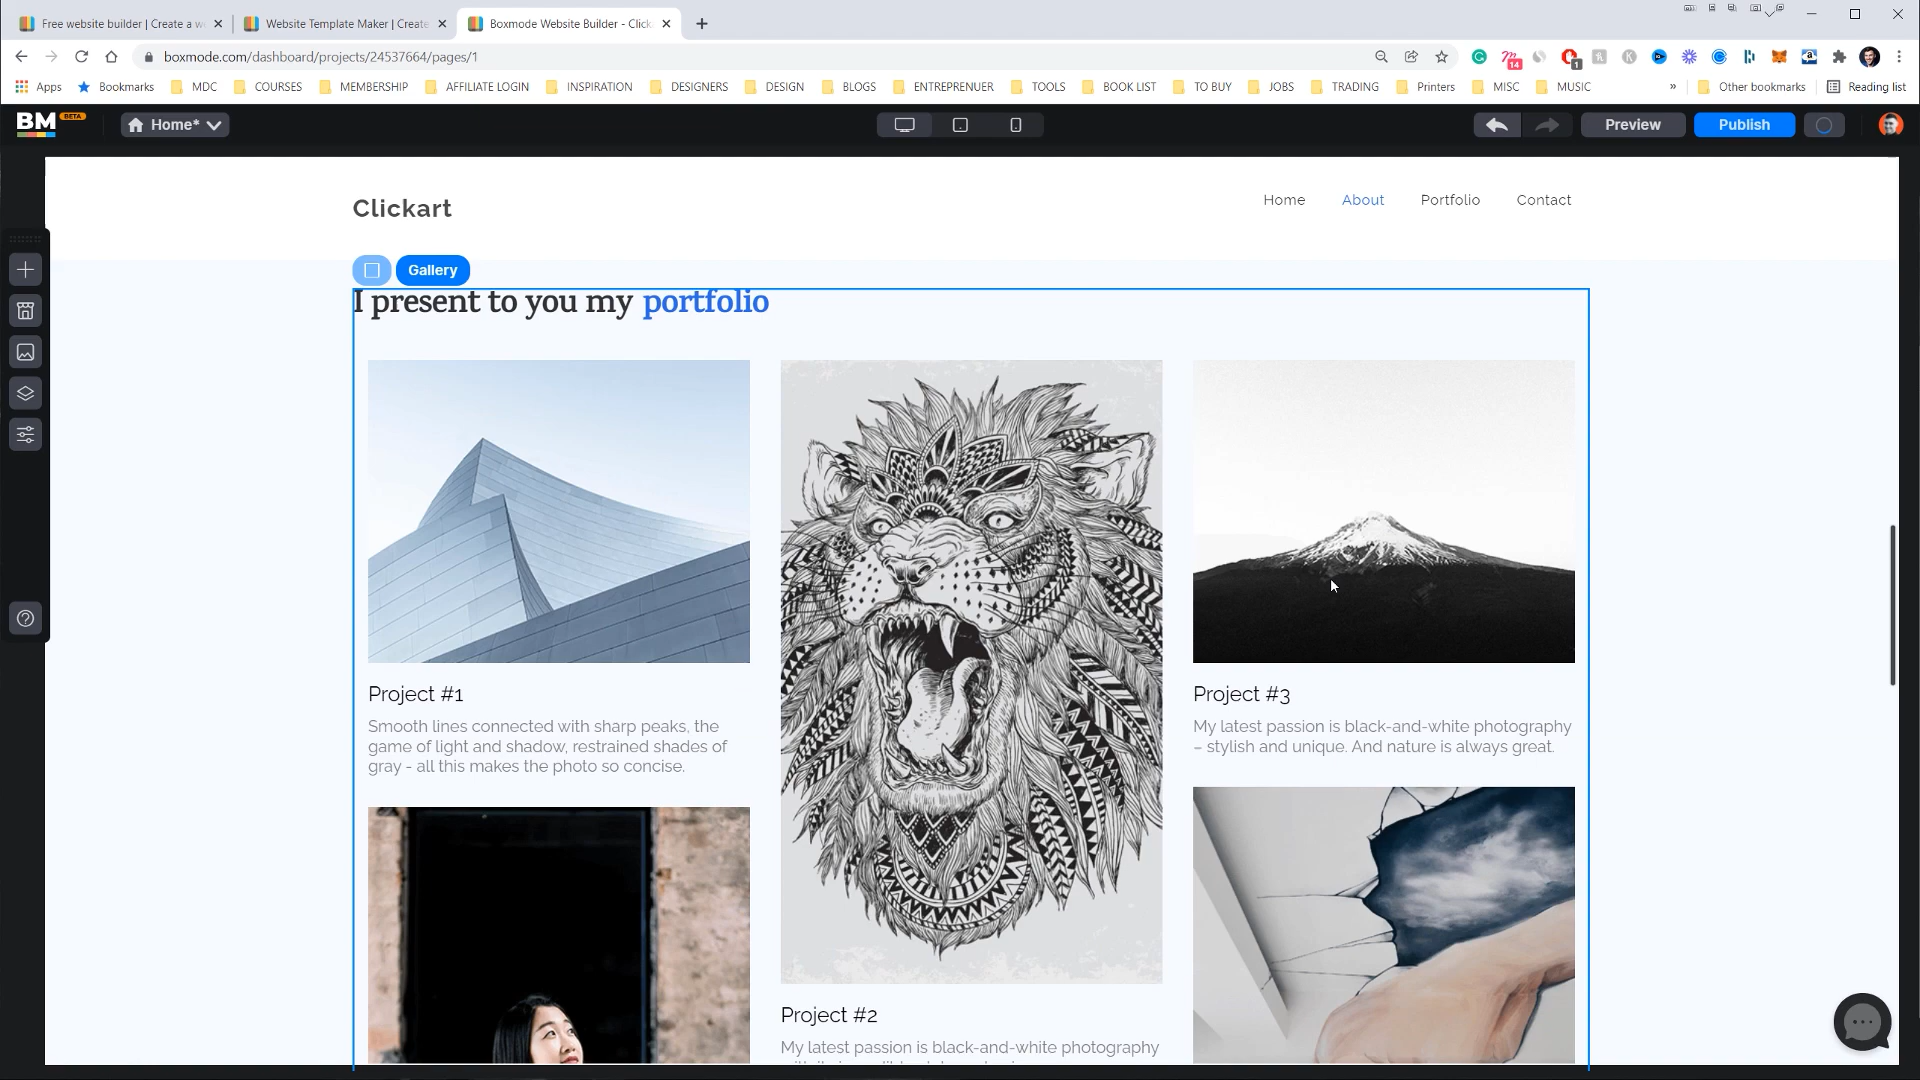 Free website builder | Create a w
Website Template Maker | Create
Boxmode Website Builder - Click
boxmode.com/dashboard/projects/24537664/pages/1
14
1
Apps
Bookmarks
MDC
COURSES
MEMBERSHIP
AFFILIATE LOGIN
INSPIRATION
DESIGNERS
DESIGN
BLOGS
ENTREPRENUER
TOOLS
BOOK LIST
TO BUY
JOBS
TRADING
Printers
MISC
MUSIC
»
Other bookmarks
Reading list
BM BETA
Home*
Preview
Publish
Clickart
Home
About
Portfolio
Contact
Gallery
I present to you my portfolio
Project #1
Smooth lines connected with sharp peaks, the
game of light and shadow, restrained shades of
gray - all this makes the photo so concise.
Project #3
My latest passion is black-and-white photography
– stylish and unique. And nature is always great.
Project #2
My latest passion is black-and-white photography